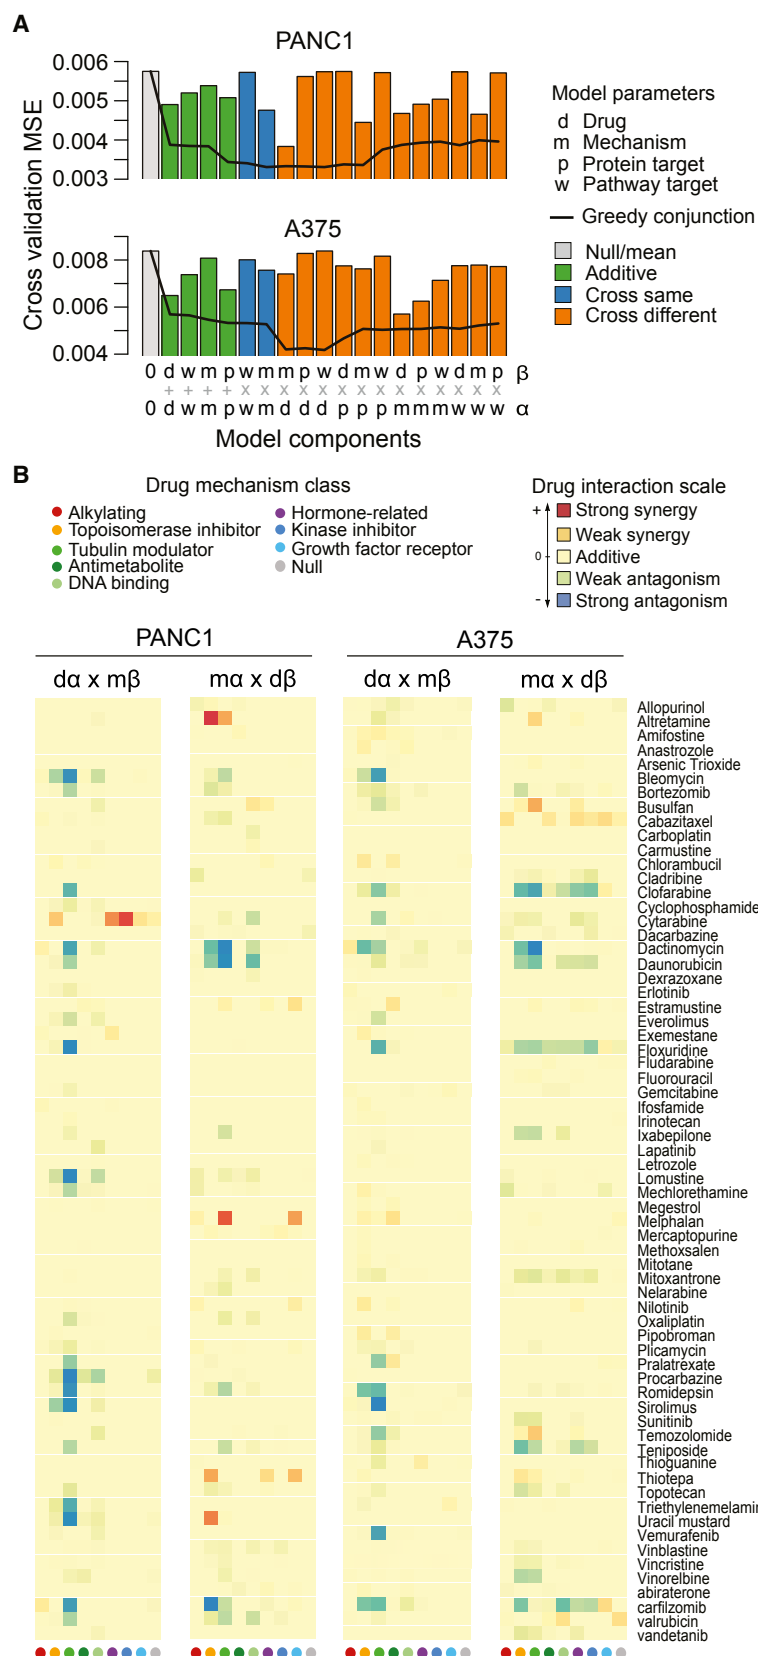 A
PANC1
0.006
0.005
0.004
0.003
Cross validation MSE
A375
0.008
0.006
0.004
0 d w m p w m m p w d m w d p w d m p β
+ + + + x x x x x x x x x x x x x x
0 d w m p w m d d d p p p m m m w w w α
Model components
Model parameters
d Drug
m Mechanism
p Protein target
w Pathway target
Greedy conjunction
Null/mean
Additive
Cross same
Cross different
B
Drug mechanism class
Alkylating
Topoisomerase inhibitor
Tubulin modulator
Antimetabolite
DNA binding
Hormone-related
Kinase inhibitor
Growth factor receptor
Null
Drug interaction scale
+ Strong synergy
Weak synergy
0 Additive
Weak antagonism
- Strong antagonism
PANC1 A375
dα x mβ mα x dβ dα x mβ mα x dβ
Allopurinol
Altretamine
Amifostine
Anastrozole
Arsenic Trioxide
Bleomycin
Bortezomib
Busulfan
Cabazitaxel
Carboplatin
Carmustine
Chlorambucil
Cladribine
Clofarabine
Cyclophosphamide
Cytarabine
Dacarbazine
Dactinomycin
Daunorubicin
Dexrazoxane
Erlotinib
Estramustine
Everolimus
Exemestane
Floxuridine
Fludarabine
Fluorouracil
Gemcitabine
Ifosfamide
Irinotecan
Ixabepilone
Lapatinib
Letrozole
Lomustine
Mechlorethamine
Megestrol
Melphalan
Mercaptopurine
Methoxsalen
Mitotane
Mitoxantrone
Nelarabine
Nilotinib
Oxaliplatin
Pipobroman
Plicamycin
Pralatrexate
Procarbazine
Romidepsin
Sirolimus
Sunitinib
Temozolomide
Teniposide
Thioguanine
Thiotepa
Topotecan
Triethylenemelamin
Uracil mustard
Vemurafenib
Vinblastine
Vincristine
Vinorelbine
abiraterone
carfilzomib
valrubicin
vandetanib